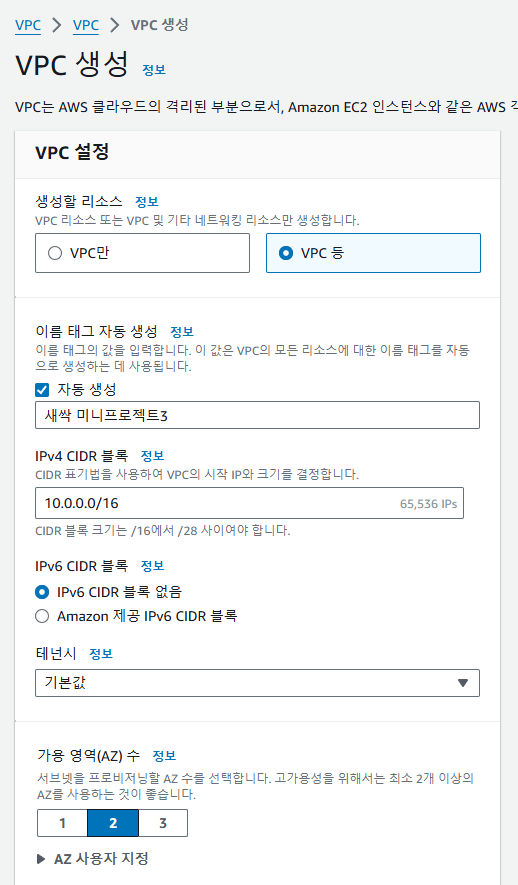 VPC > VPC > VPC 생성
VPC 생성 정보
VPC는 AWS 클라우드의 격리된 부분으로서, Amazon EC2 인스턴스와 같은 AWS
VPC 설정
생성할 리소스 정보
VPC 리소스 또는 VPC 및 기타 네트워킹 리소스만 생성합니다.
VPC만 VPC 등
이름 태그 자동 생성 정보
이름 태그의 값을 입력합니다. 이 값은 VPC의 모든 리소스에 대한 이름 태그를 자동
으로 생성하는 데 사용됩니다.
자동 생성
새싹 미니프로젝트3
IPv4 CIDR 블록 정보
CIDR 표기법을 사용하여 VPC의 시작 IP와 크기를 결정합니다.
10.0.0.0/16 65,536 IPs
CIDR 블록 크기는 /16에서 /28 사이여야 합니다.
IPv6 CIDR 블록 정보
IPv6 CIDR 블록 없음
Amazon 제공 IPv6 CIDR 블록
테넌시 정보
기본값
가용 영역(AZ) 수 정보
서브넷을 프로비저닝할 AZ 수를 선택합니다. 고가용성을 위해서는 최소 2개 이상의
AZ를 사용하는 것이 좋습니다.
1 2 3
AZ 사용자 지정